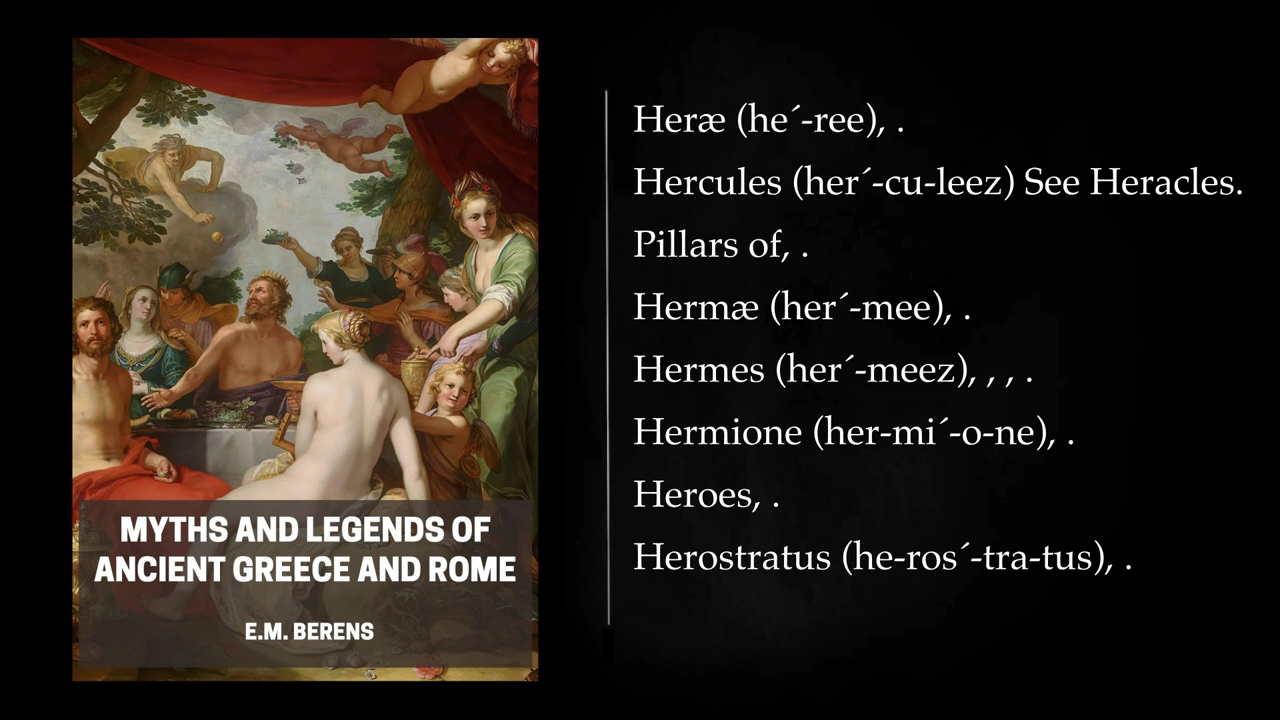 MYTHS AND LEGENDS OF
ANCIENT GREECE AND ROME
E.M. BERENS
Heræ (he´-ree), .
Hercules (her´-cu-leez) See Heracles.
Pillars of, .
Hermæ (her´-mee), .
Hermes (her´-meez), , , .
Hermione (her-mi´-o-ne), .
Heroes, .
Herostratus (he-ros´-tra-tus), .